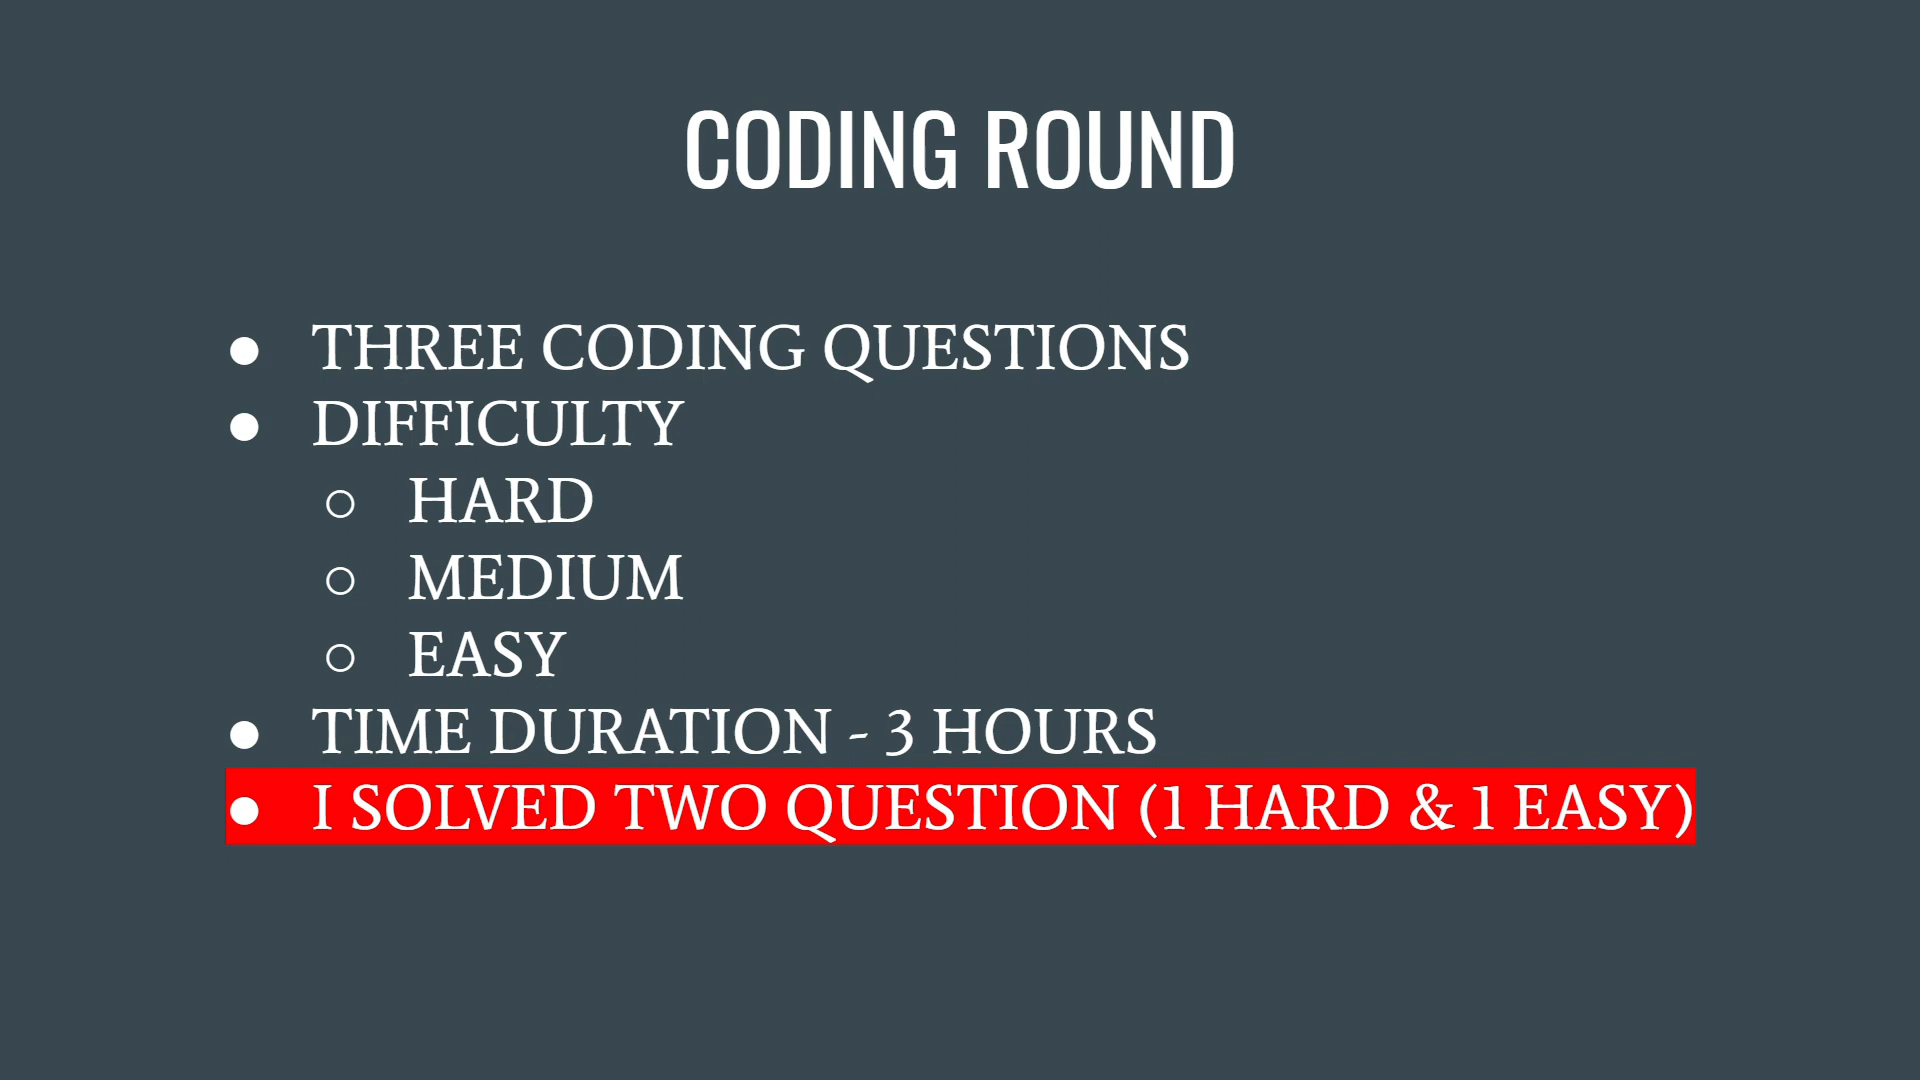 CODING ROUND
● THREE CODING QUESTIONS
● DIFFICULTY
○ HARD
○ MEDIUM
○ EASY
● TIME DURATION - 3 HOURS
● I SOLVED TWO QUESTION (1 HARD & 1 EASY)